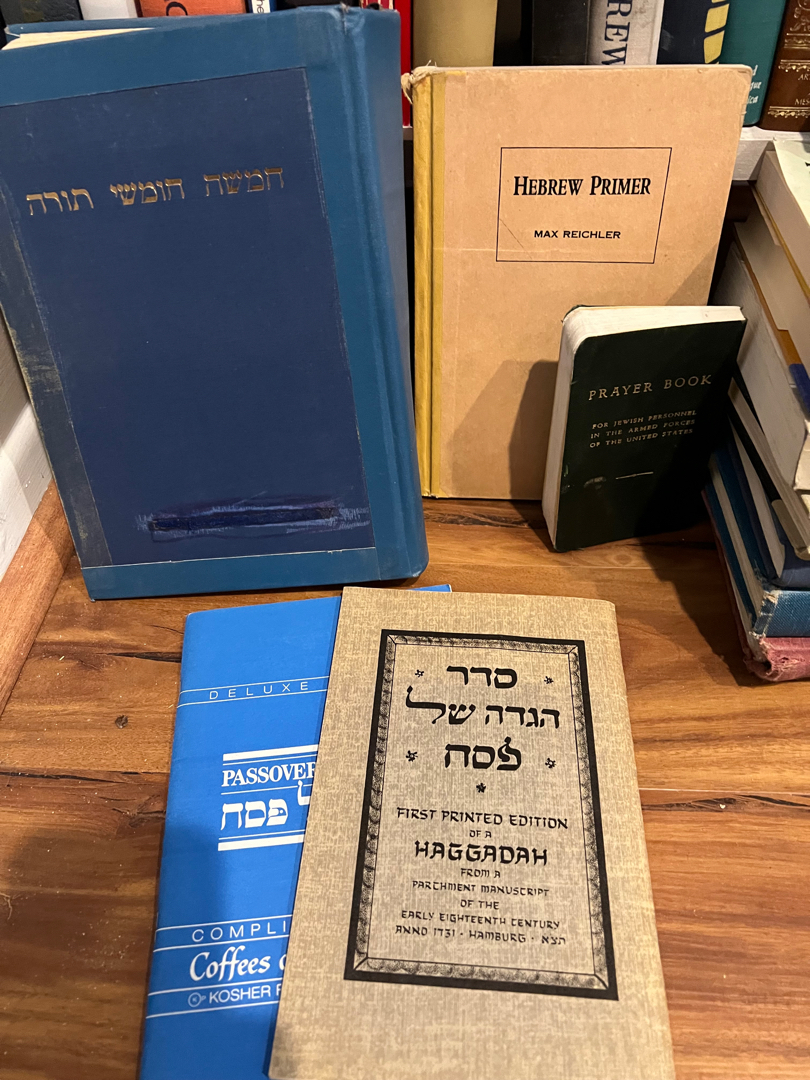 REW
חמשה חומשי תורה
HEBREW PRIMER
MAX REICHLER
PRAYER BOOK
FOR JEWISH PERSONNEL
IN THE ARMED FORCES
OF THE UNITED STATES
DELUXE
PASSOVER
ל פסח
COMPLI
Coffees
KOSHER
סדר
הגדה של
פסח
FIRST PRINTED EDITION
OF A
HAGGADAH
FROM A
PARCHMENT MANUSCRIPT
OF THE
EARLY EIGHTEENTH CENTURY
ANNO 1731 · HAMBURG · תצא